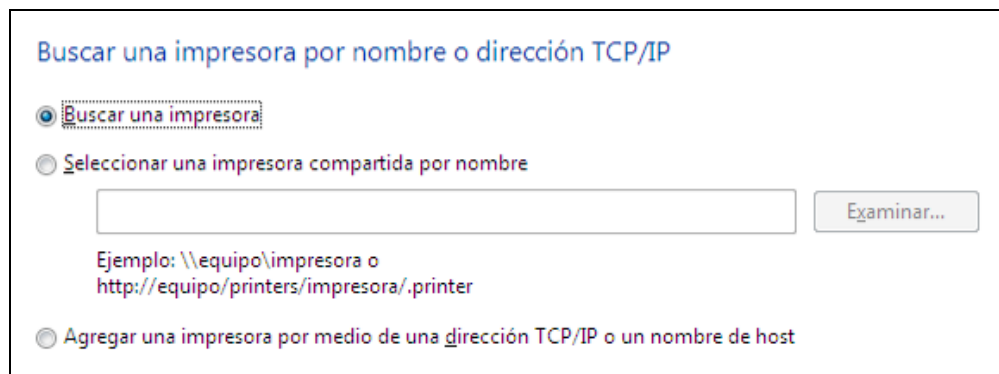 Buscar una impresora por nombre o dirección TCP/IP
Buscar una impresora
Seleccionar una impresora compartida por nombre
Examinar...
Ejemplo: \\equipo\impresora o
http://equipo/printers/impresora/.printer
Agregar una impresora por medio de una dirección TCP/IP o un nombre de host